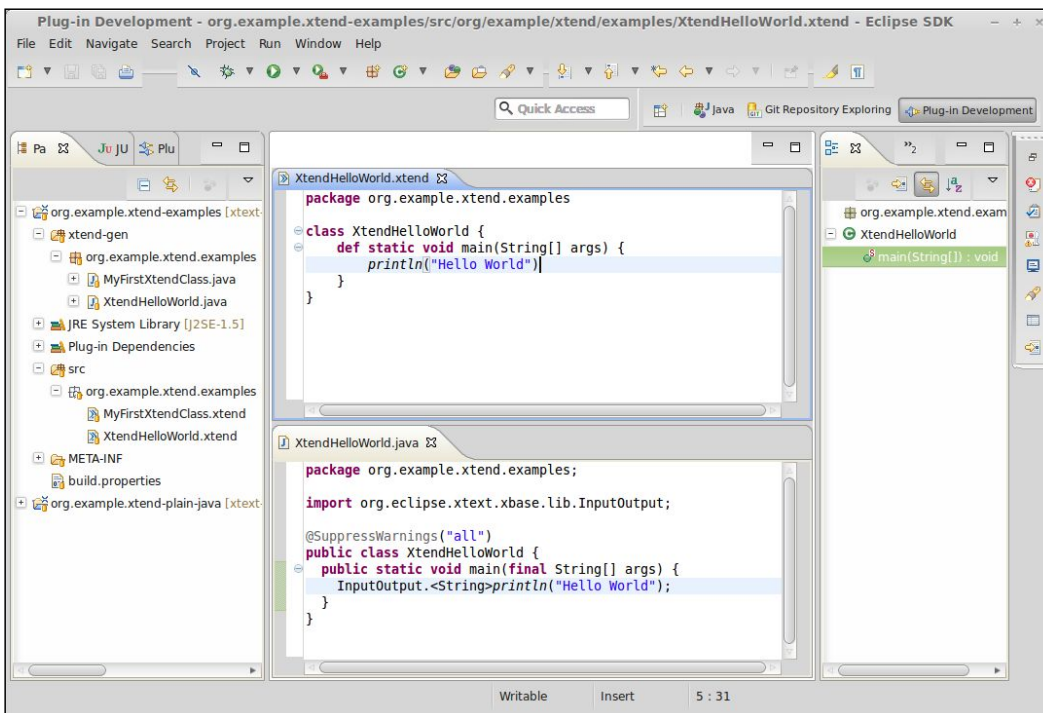 Plug-in Development - org.example.xtend-examples/src/org/example/xtend/examples/XtendHelloWorld.xtend - Eclipse SDK
File Edit Navigate Search Project Run Window Help
Quick Access
Java
Git Repository Exploring
Plug-in Development
Pa
Ju JU
Plu
org.example.xtend-examples [xtext-
xtend-gen
org.example.xtend.examples
MyFirstXtendClass.java
XtendHelloWorld.java
JRE System Library [J2SE-1.5]
Plug-in Dependencies
src
org.example.xtend.examples
MyFirstXtendClass.xtend
XtendHelloWorld.xtend
META-INF
build.properties
org.example.xtend-plain-java [xtext-
XtendHelloWorld.xtend
package org.example.xtend.examples
class XtendHelloWorld {
def static void main(String[] args) {
println("Hello World")
}
}
XtendHelloWorld.java
package org.example.xtend.examples;
import org.eclipse.xtext.xbase.lib.InputOutput;
@SuppressWarnings("all")
public class XtendHelloWorld {
public static void main(final String[] args) {
InputOutput.<String>println("Hello World");
}
}
»2
org.example.xtend.exam
XtendHelloWorld
main(String[]) : void
Writable
Insert
5 : 31